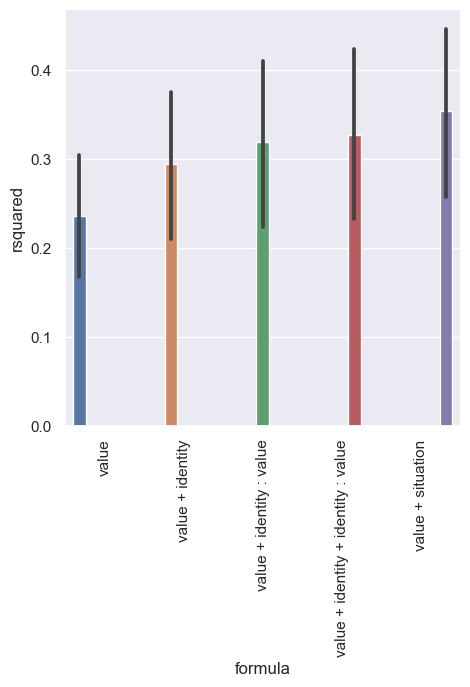 0.4
0.3
0.2
0.1
0.0
rsquared
value
value + identity
value + identity : value
value + identity + identity : value
value + situation
formula